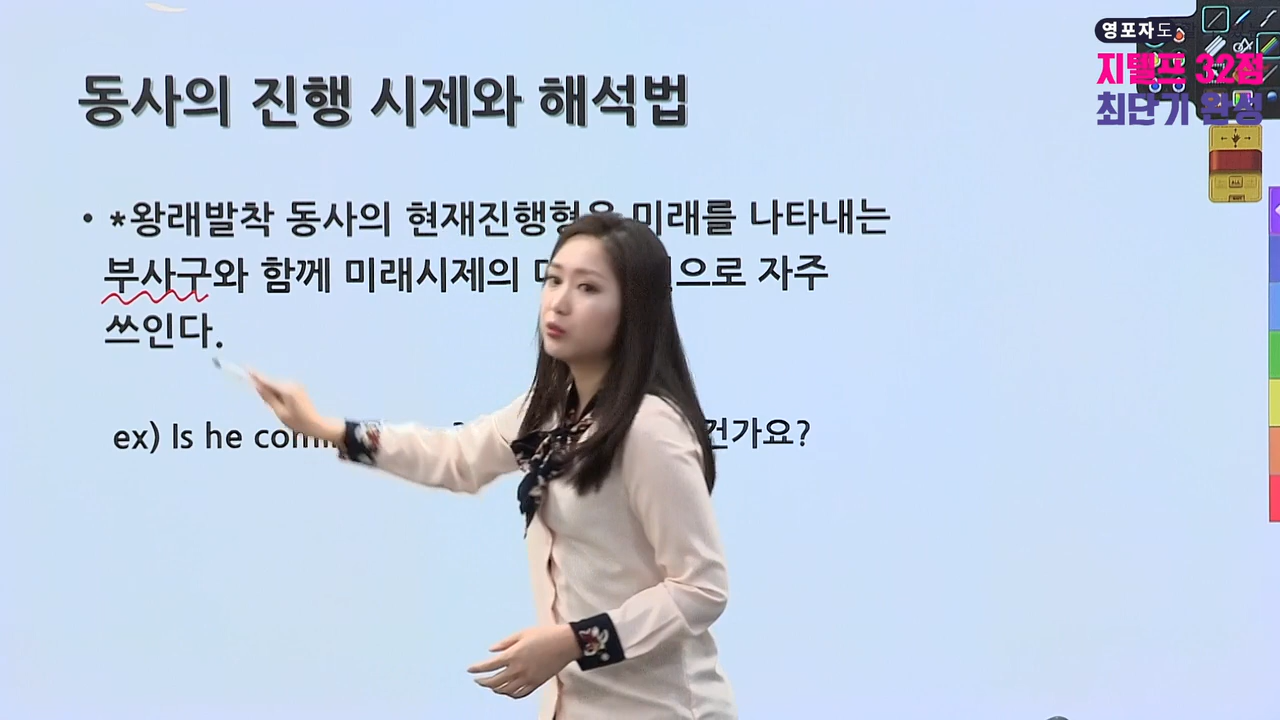 영포자도
지텔프 32점
최단기 완성
동사의 진행 시제와 해석법
• *왕래발착 동사의 현재진행형은 미래를 나타내는
부사구와 함께 미래시제의 으로 자주
쓰인다.
ex) Is he 건가요?